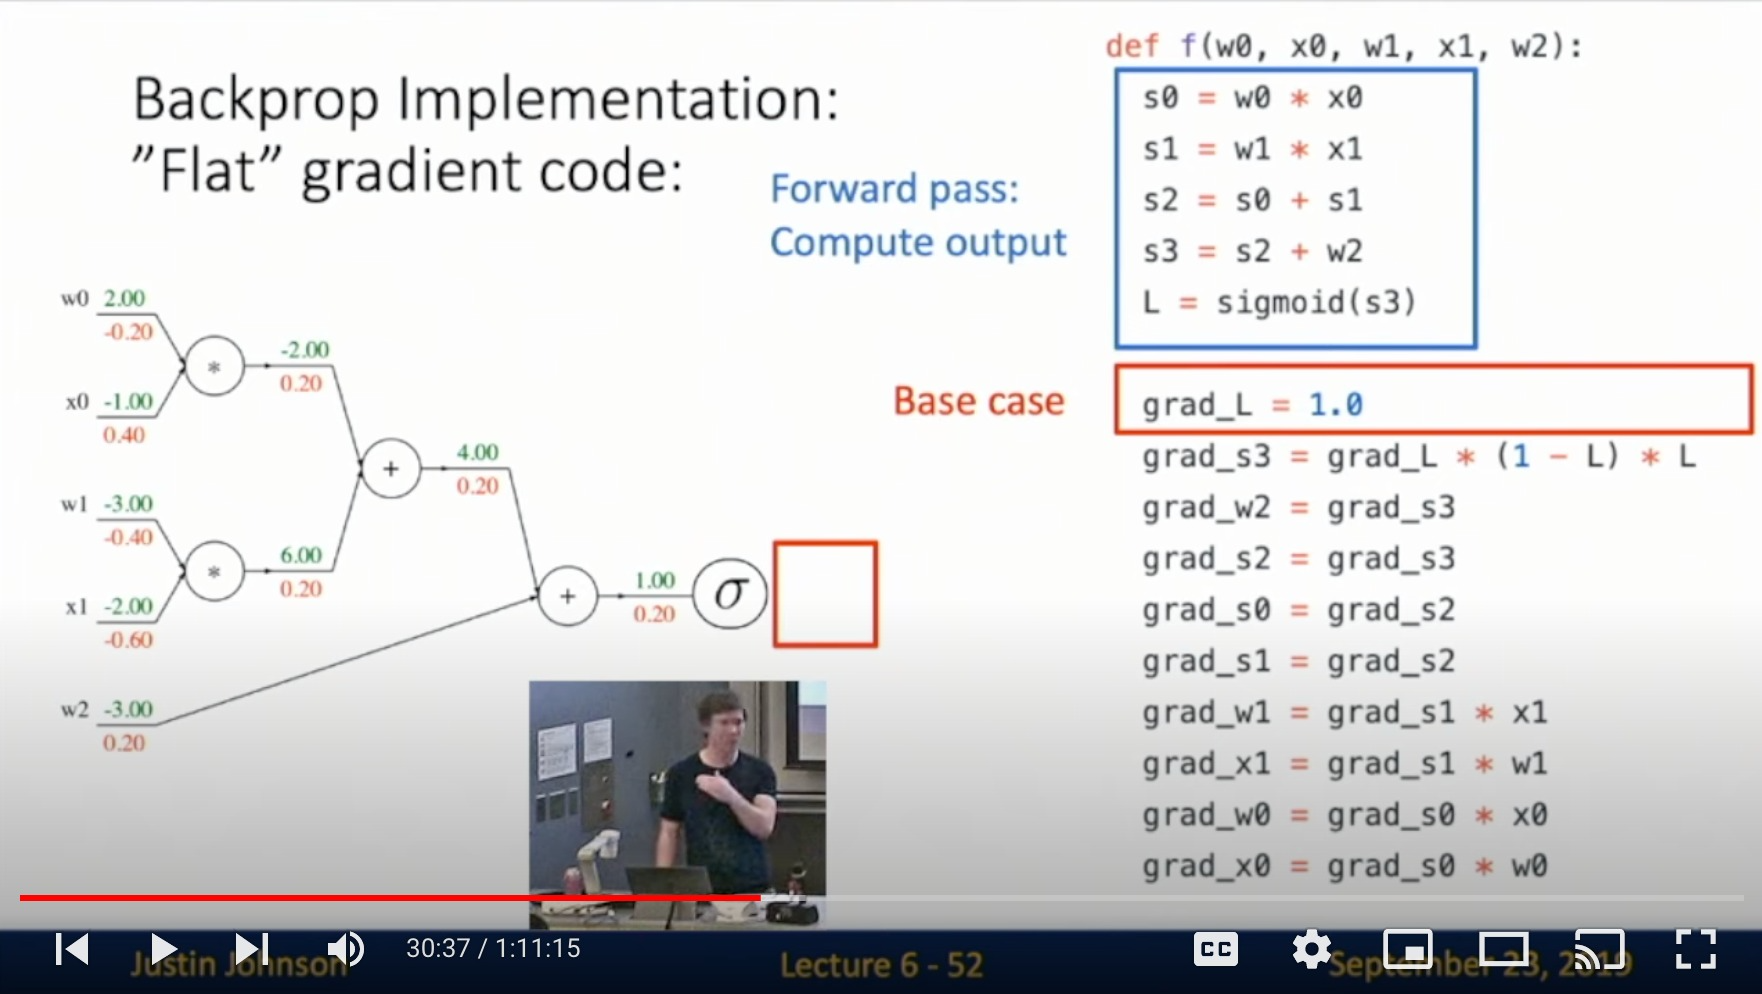 Backprop Implementation:
”Flat” gradient code:
Forward pass:
Compute output
def f(w0, x0, w1, x1, w2):
s0 = w0 * x0
s1 = w1 * x1
s2 = s0 + s1
s3 = s2 + w2
L = sigmoid(s3)
Base case
grad_L = 1.0
grad_s3 = grad_L * (1 - L) * L
grad_w2 = grad_s3
grad_s2 = grad_s3
grad_s0 = grad_s2
grad_s1 = grad_s2
grad_w1 = grad_s1 * x1
grad_x1 = grad_s1 * w1
grad_w0 = grad_s0 * x0
grad_x0 = grad_s0 * w0
w0 2.00
-0.20
*
-2.00
0.20
x0 -1.00
0.40
+
4.00
0.20
w1 -3.00
-0.40
*
6.00
0.20
x1 -2.00
-0.60
+
1.00
0.20
σ
w2 -3.00
0.20
30:37 / 1:11:15
CC
Justin Johnson
Lecture 6 - 52
September 23, 2019